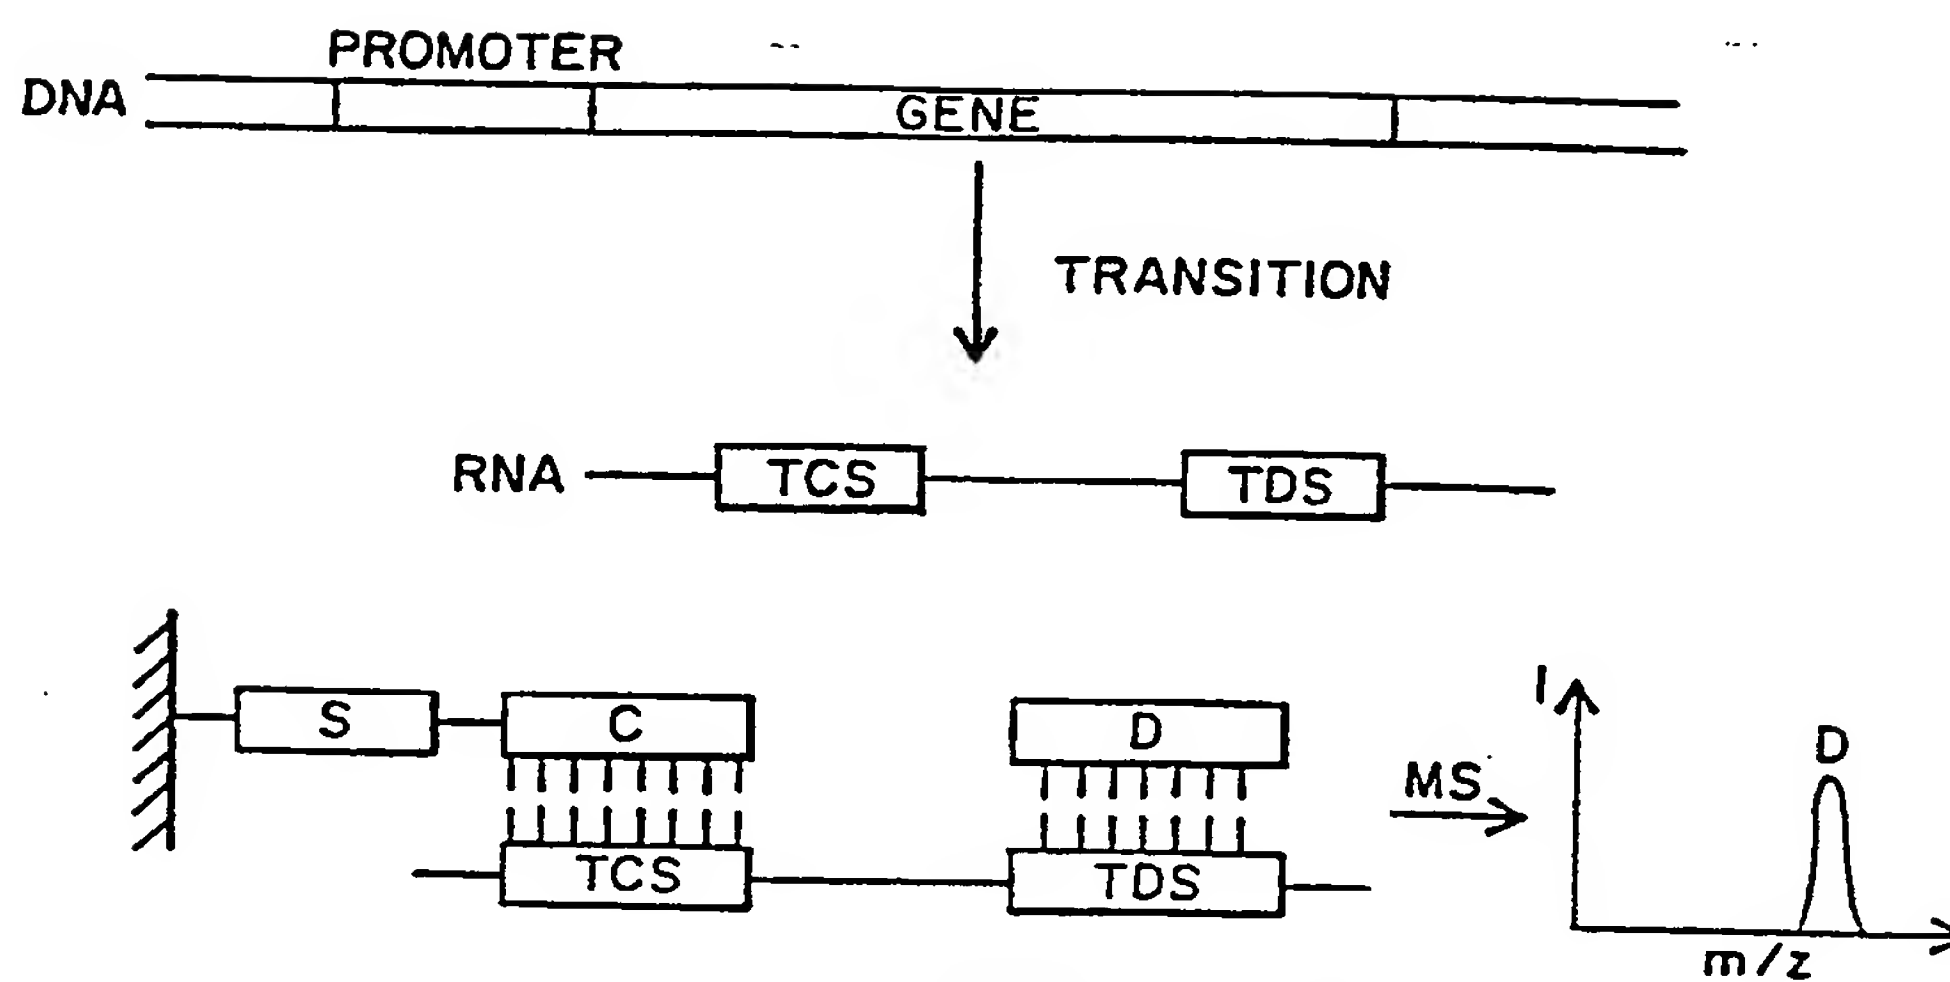 PROMOTER
DNA
GENE
TRANSITION
RNA
TCS
TDS
S
C
D
I
D
MS
TCS
TDS
m/z